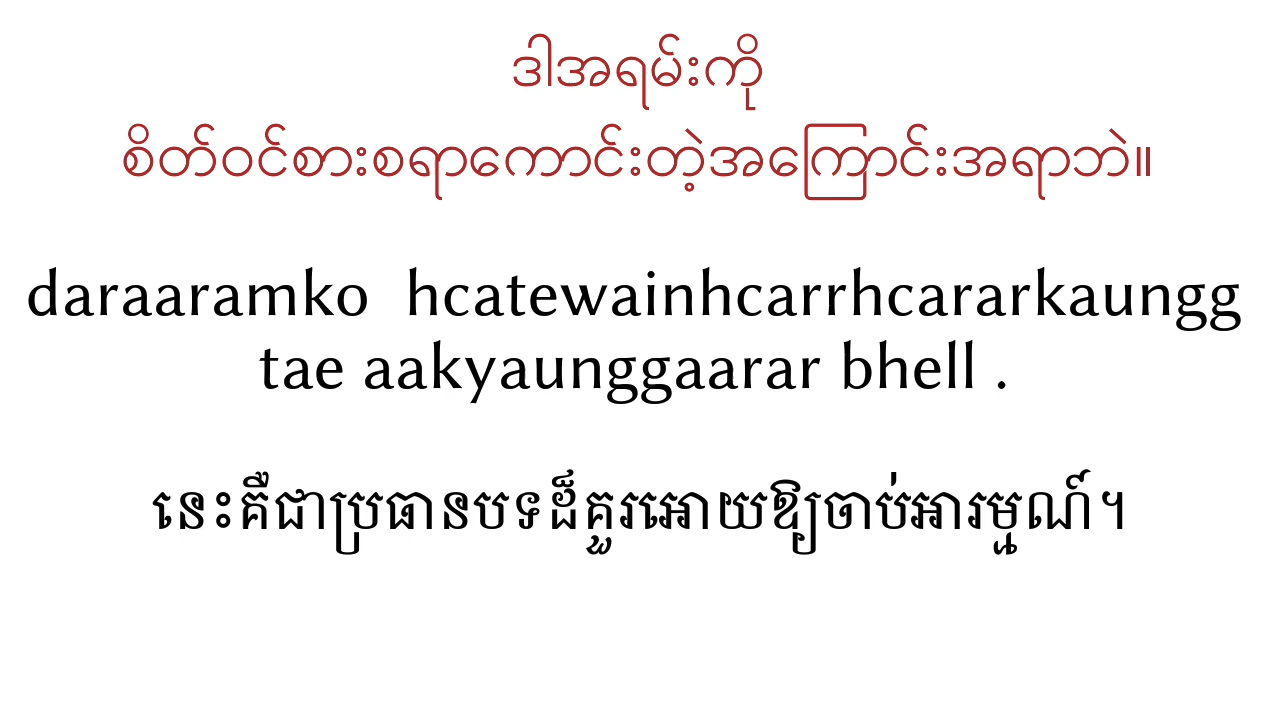 ဒါအရမ်းကို
စိတ်ဝင်စားစရာကောင်းတဲ့အကြောင်းအရာဘဲ။
daraaramko hcatewainhcarrhcararkaungg
tae aakyaunggaarar bhell .
នេះគឺជាប្រធានបទដ៏គួរអោយឱ្យចាប់អារម្មណ៍។